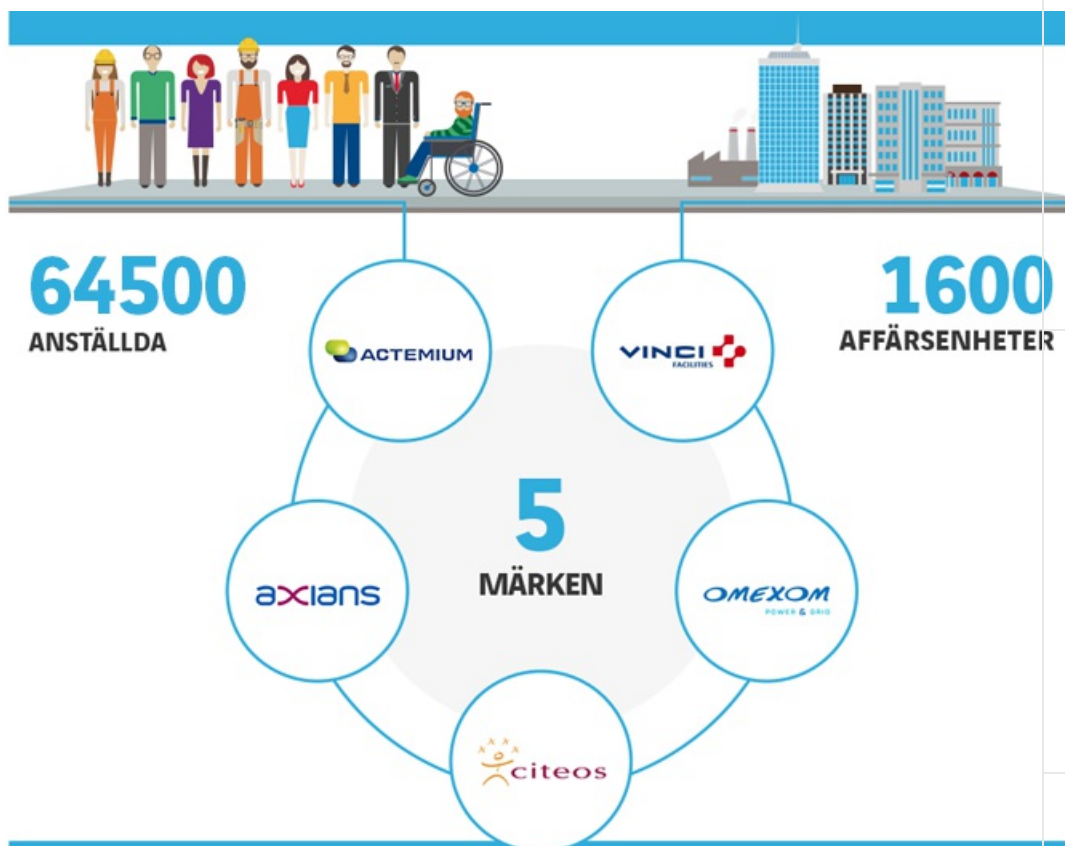 64500
ANSTÄLLDA
1600
AFFÄRSENHETER
ACTEMIUM
VINCI
FACILITIES
5
MÄRKEN
axians
OMEXOM
POWER & GRID
citeos